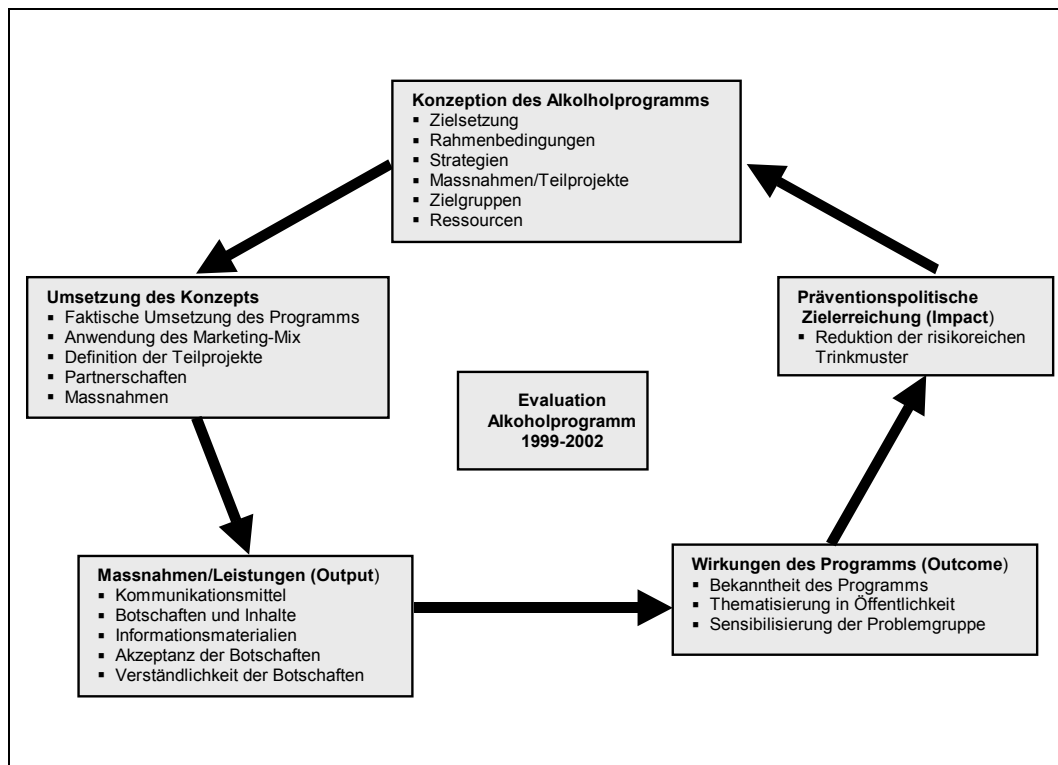 Konzeption des Alkolholprogramms
▪ Zielsetzung
▪ Rahmenbedingungen
▪ Strategien
▪ Massnahmen/Teilprojekte
▪ Zielgruppen
▪ Ressourcen
Umsetzung des Konzepts
▪ Faktische Umsetzung des Programms
▪ Anwendung des Marketing-Mix
▪ Definition der Teilprojekte
▪ Partnerschaften
▪ Massnahmen
Präventionspolitische
Zielerreichung (Impact)
▪ Reduktion der risikoreichen
Trinkmuster
Evaluation
Alkoholprogramm
1999-2002
Massnahmen/Leistungen (Output)
▪ Kommunikationsmittel
▪ Botschaften und Inhalte
▪ Informationsmaterialien
▪ Akzeptanz der Botschaften
▪ Verständlichkeit der Botschaften
Wirkungen des Programms (Outcome)
▪ Bekanntheit des Programms
▪ Thematisierung in Öffentlichkeit
▪ Sensibilisierung der Problemgruppe